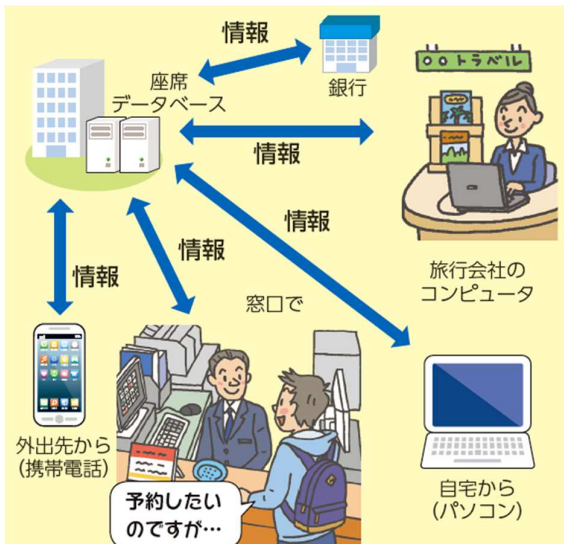 情報
座席
データベース
銀行
○○トラベル
情報
情報
情報
情報
旅行会社の
コンピュータ
窓口で
外出先から
(携帯電話)
自宅から
(パソコン)
予約したい
のですが…